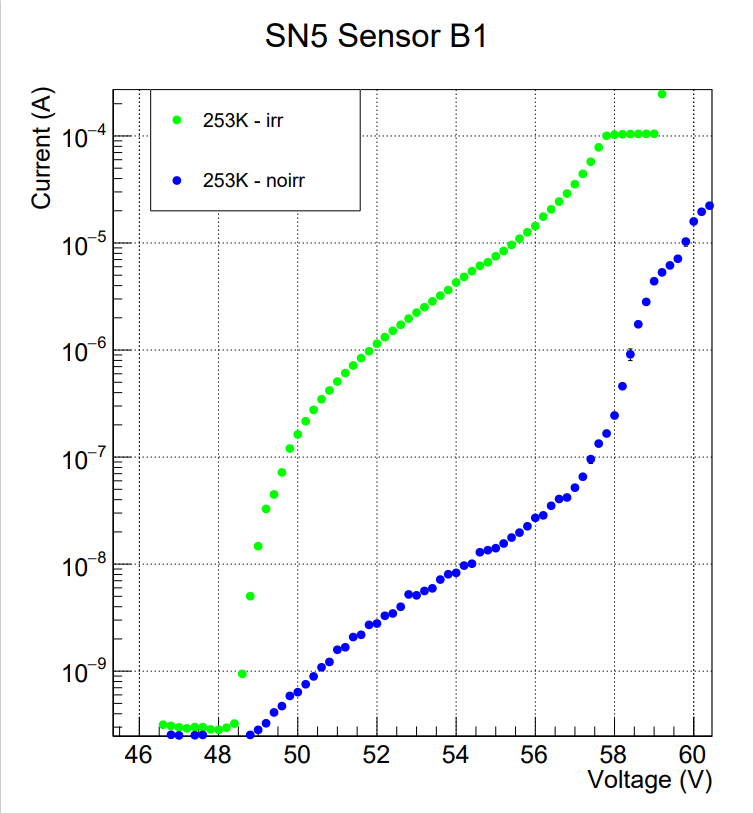 SN5 Sensor B1
Current (A)
253K - irr
253K - noirr
10−4
10−5
10−6
10−7
10−8
10−9
46 48 50 52 54 56 58 60
Voltage (V)